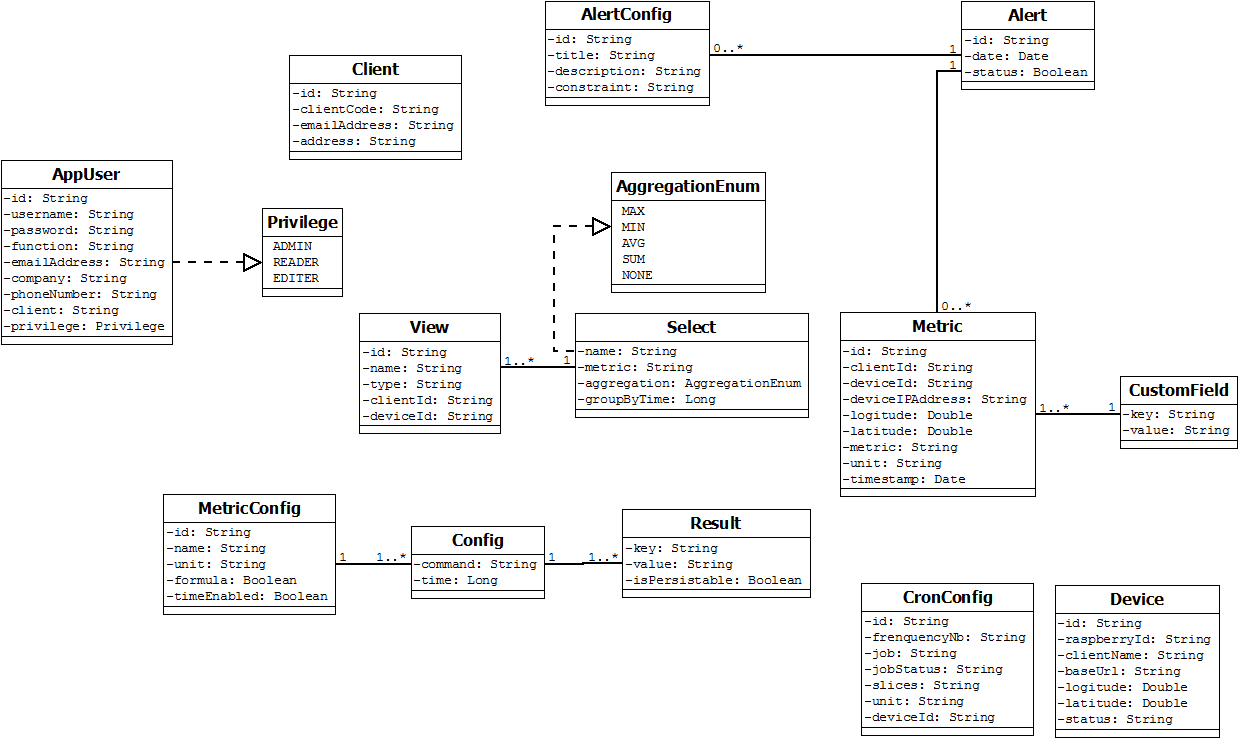 AlertConfig
-id: String
-title: String
-description: String
-constraint: String
0..*
1
Alert
-id: String
-date: Date
-status: Boolean
1
0..*
Client
-id: String
-clientCode: String
-emailAddress: String
-address: String
AppUser
-id: String
-username: String
-password: String
-function: String
-emailAddress: String
-company: String
-phoneNumber: String
-client: String
-privilege: Privilege
Privilege
ADMIN
READER
EDITER
AggregationEnum
MAX
MIN
AVG
SUM
NONE
View
-id: String
-name: String
-type: String
-clientId: String
-deviceId: String
1..*
1
Select
-name: String
-metric: String
-aggregation: AggregationEnum
-groupByTime: Long
Metric
-id: String
-clientId: String
-deviceId: String
-deviceIPAddress: String
-logitude: Double
-latitude: Double
-metric: String
-unit: String
-timestamp: Date
1..*
1
CustomField
-key: String
-value: String
MetricConfig
-id: String
-name: String
-unit: String
-formula: Boolean
-timeEnabled: Boolean
1
1..*
Config
-command: String
-time: Long
1
1..*
Result
-key: String
-value: String
-isPersistable: Boolean
CronConfig
-id: String
-frenquencyNb: String
-job: String
-jobStatus: String
-slices: String
-unit: String
-deviceId: String
Device
-id: String
-raspberryId: String
-clientName: String
-baseUrl: String
-logitude: Double
-latitude: Double
-status: String